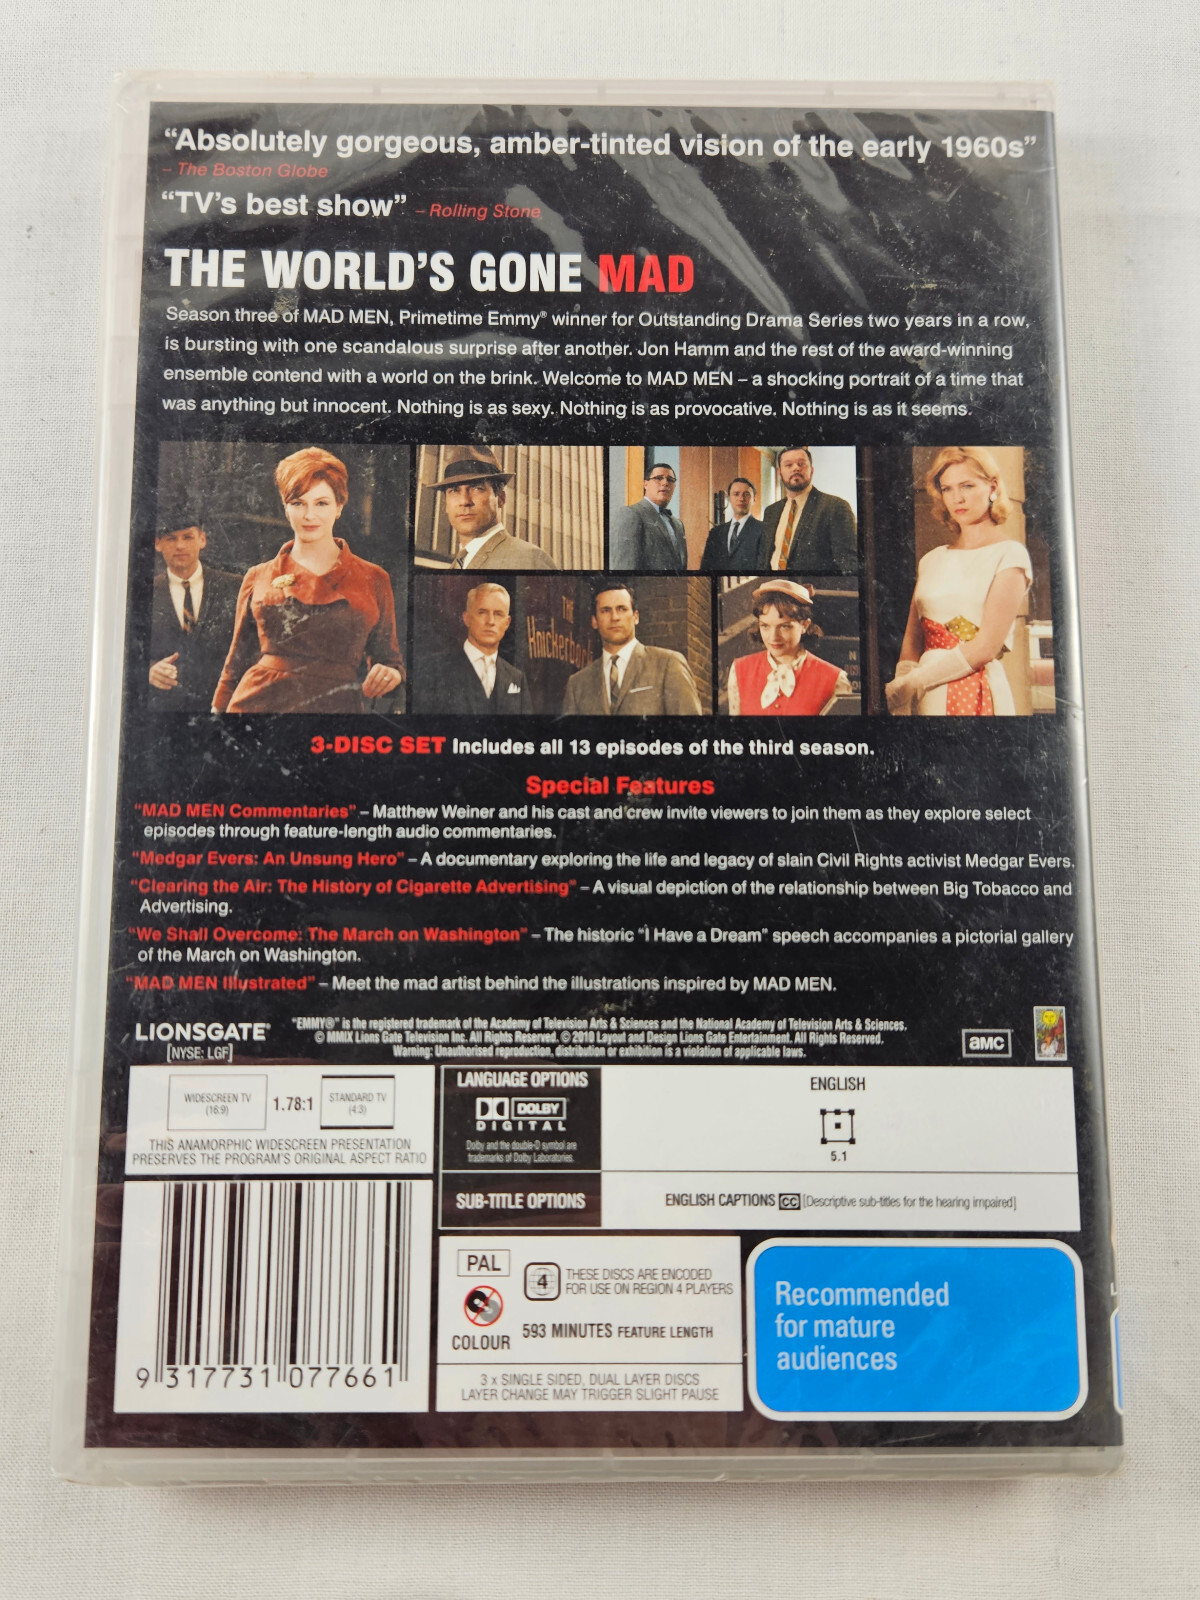 “Absolutely gorgeous, amber-tinted vision of the early 1960s”
– The Boston Globe
“TV’s best show” – Rolling Stone
THE WORLD’S GONE MAD
Season three of MAD MEN, Primetime Emmy® winner for Outstanding Drama Series two years in a row,
is bursting with one scandalous surprise after another. Jon Hamm and the rest of the award-winning
ensemble contend with a world on the brink. Welcome to MAD MEN – a shocking portrait of a time that
was anything but innocent. Nothing is as sexy. Nothing is as provocative. Nothing is as it seems.
THE
Knickerbock
3-DISC SET Includes all 13 episodes of the third season.
Special Features
“MAD MEN Commentaries” – Matthew Weiner and his cast and crew invite viewers to join them as they explore select
episodes through feature-length audio commentaries.
“Medgar Evers: An Unsung Hero” – A documentary exploring the life and legacy of slain Civil Rights activist Medgar Evers.
“Clearing the Air: The History of Cigarette Advertising” – A visual depiction of the relationship between Big Tobacco and
Advertising.
“We Shall Overcome: The March on Washington” – The historic “I Have a Dream” speech accompanies a pictorial gallery
of the March on Washington.
“MAD MEN Illustrated” – Meet the mad artist behind the illustrations inspired by MAD MEN.
LIONSGATE®
[NYSE: LGF]
“EMMY®” is the registered trademark of the Academy of Television Arts & Sciences and the National Academy of Television Arts & Sciences.
© MMIX Lions Gate Television Inc. All Rights Reserved. © 2010 Layout and Design Lions Gate Entertainment. All Rights Reserved.
Warning: Unauthorised reproduction, distribution or exhibition is a violation of applicable laws.
amc
WIDESCREEN TV
(16:9)
1.78:1
STANDARD TV
(4:3)
THIS ANAMORPHIC WIDESCREEN PRESENTATION
PRESERVES THE PROGRAM’S ORIGINAL ASPECT RATIO
LANGUAGE OPTIONS
DOLBY
DIGITAL
Dolby and the double-D symbol are
trademarks of Dolby Laboratories.
ENGLISH
5.1
SUB-TITLE OPTIONS
ENGLISH CAPTIONS CC [Descriptive sub-titles for the hearing impaired]
9 317731 077661
PAL
COLOUR
4
THESE DISCS ARE ENCODED
FOR USE ON REGION 4 PLAYERS
593 MINUTES FEATURE LENGTH
3 x SINGLE SIDED, DUAL LAYER DISCS
LAYER CHANGE MAY TRIGGER SLIGHT PAUSE
Recommended
for mature
audiences